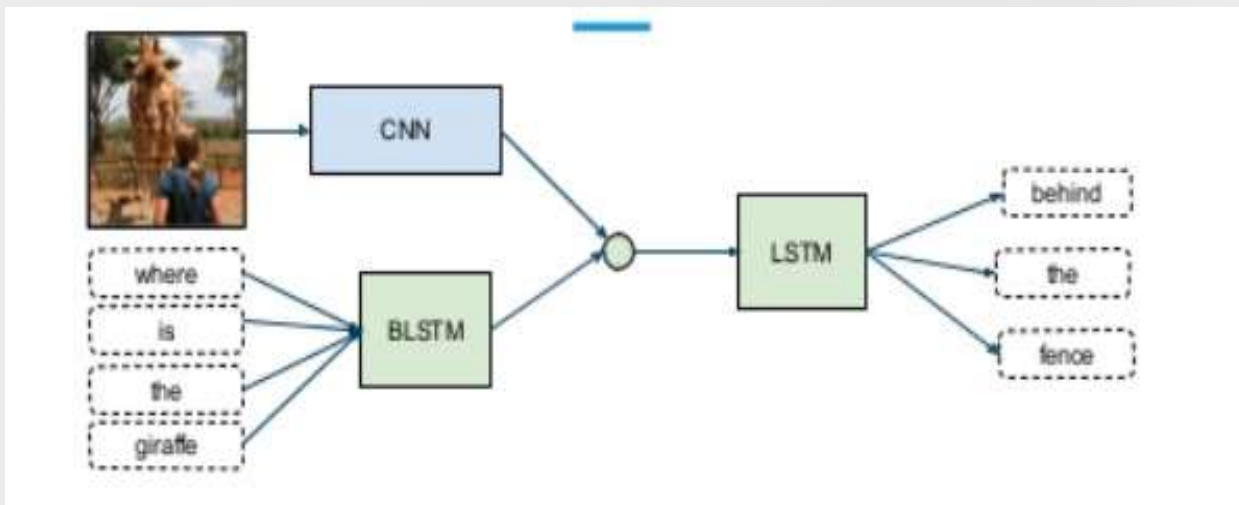 CNN
where
is
the
giraffe
BLSTM
LSTM
behind
the
fence